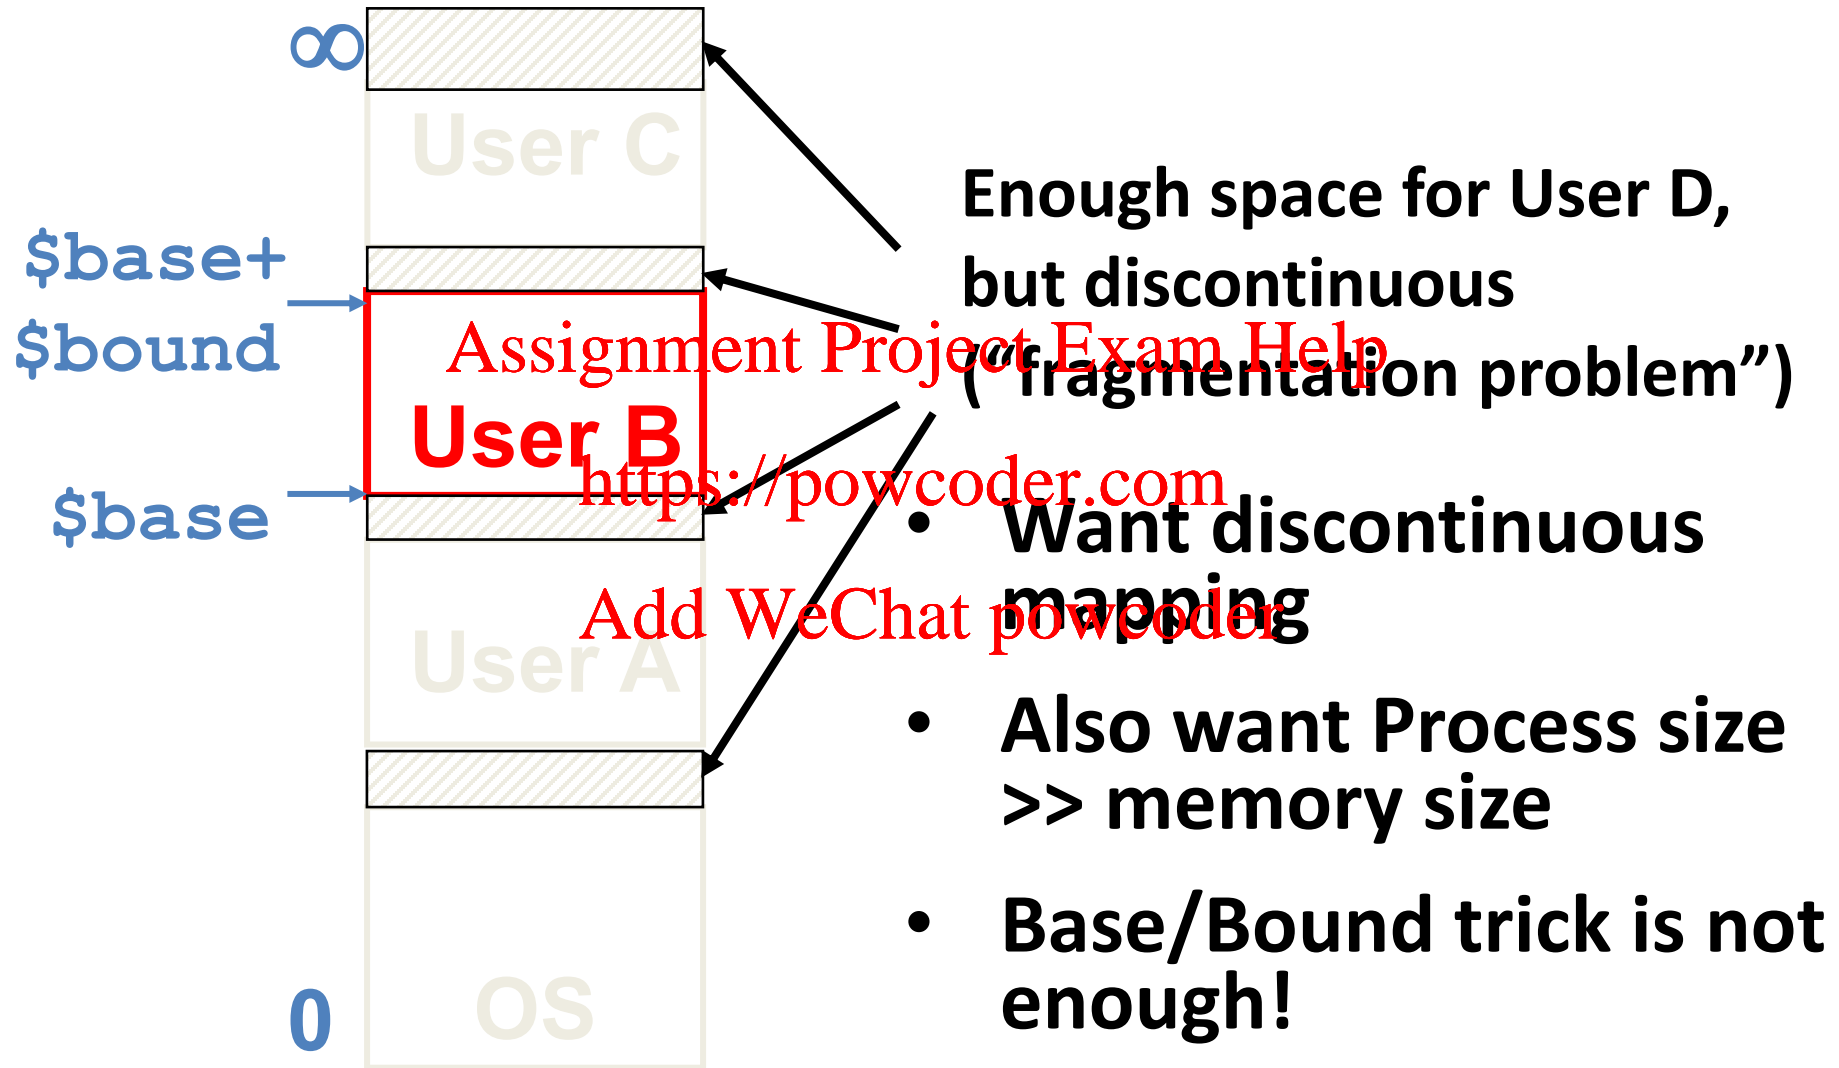 ∞
User C
$base+
$bound
User B
$base
User A
OS
0
Enough space for User D,
but discontinuous
(“fragmentation problem”)
• Want discontinuous
mapping
• Also want Process size
>> memory size
• Base/Bound trick is not
enough!
Assignment Project Exam Help
https://powcoder.com
Add WeChat powcoder